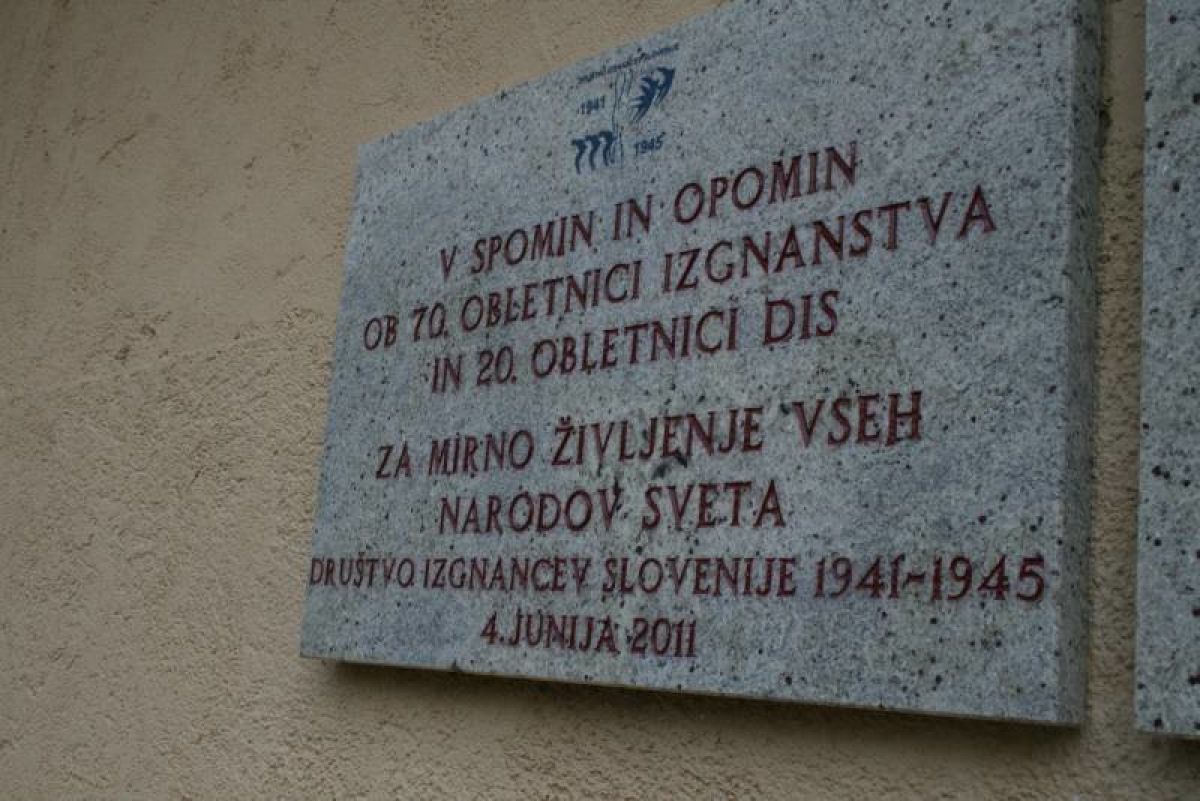 1941
1945
V SPOMIN IN OPOMIN
OB 70. OBLETNICI IZGNANSTVA
IN 20. OBLETNICI DIS
ZA MIRNO ŽIVLJENJE VSEH
NARODOV SVETA
DRUŠTVO IZGNANCEV SLOVENIJE 1941-1945
4. JUNIJA 2011